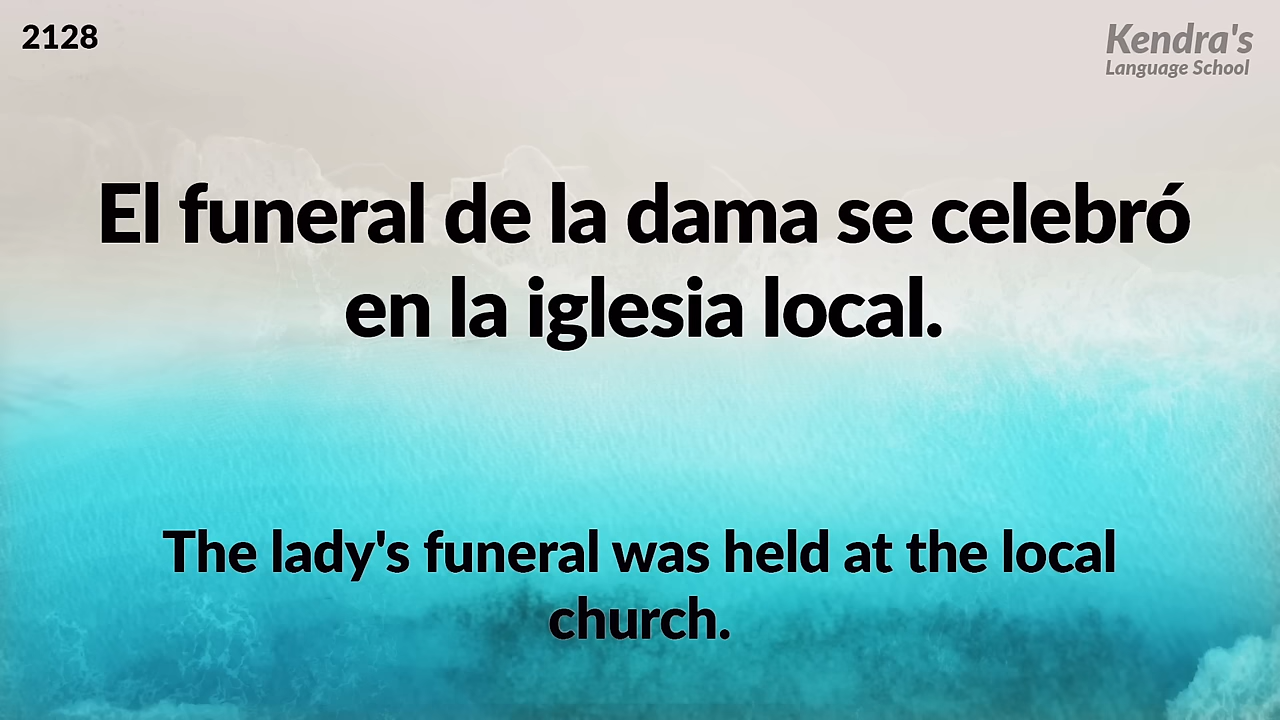 2128
Kendra's
Language School
El funeral de la dama se celebró
en la iglesia local.
The lady's funeral was held at the local
church.